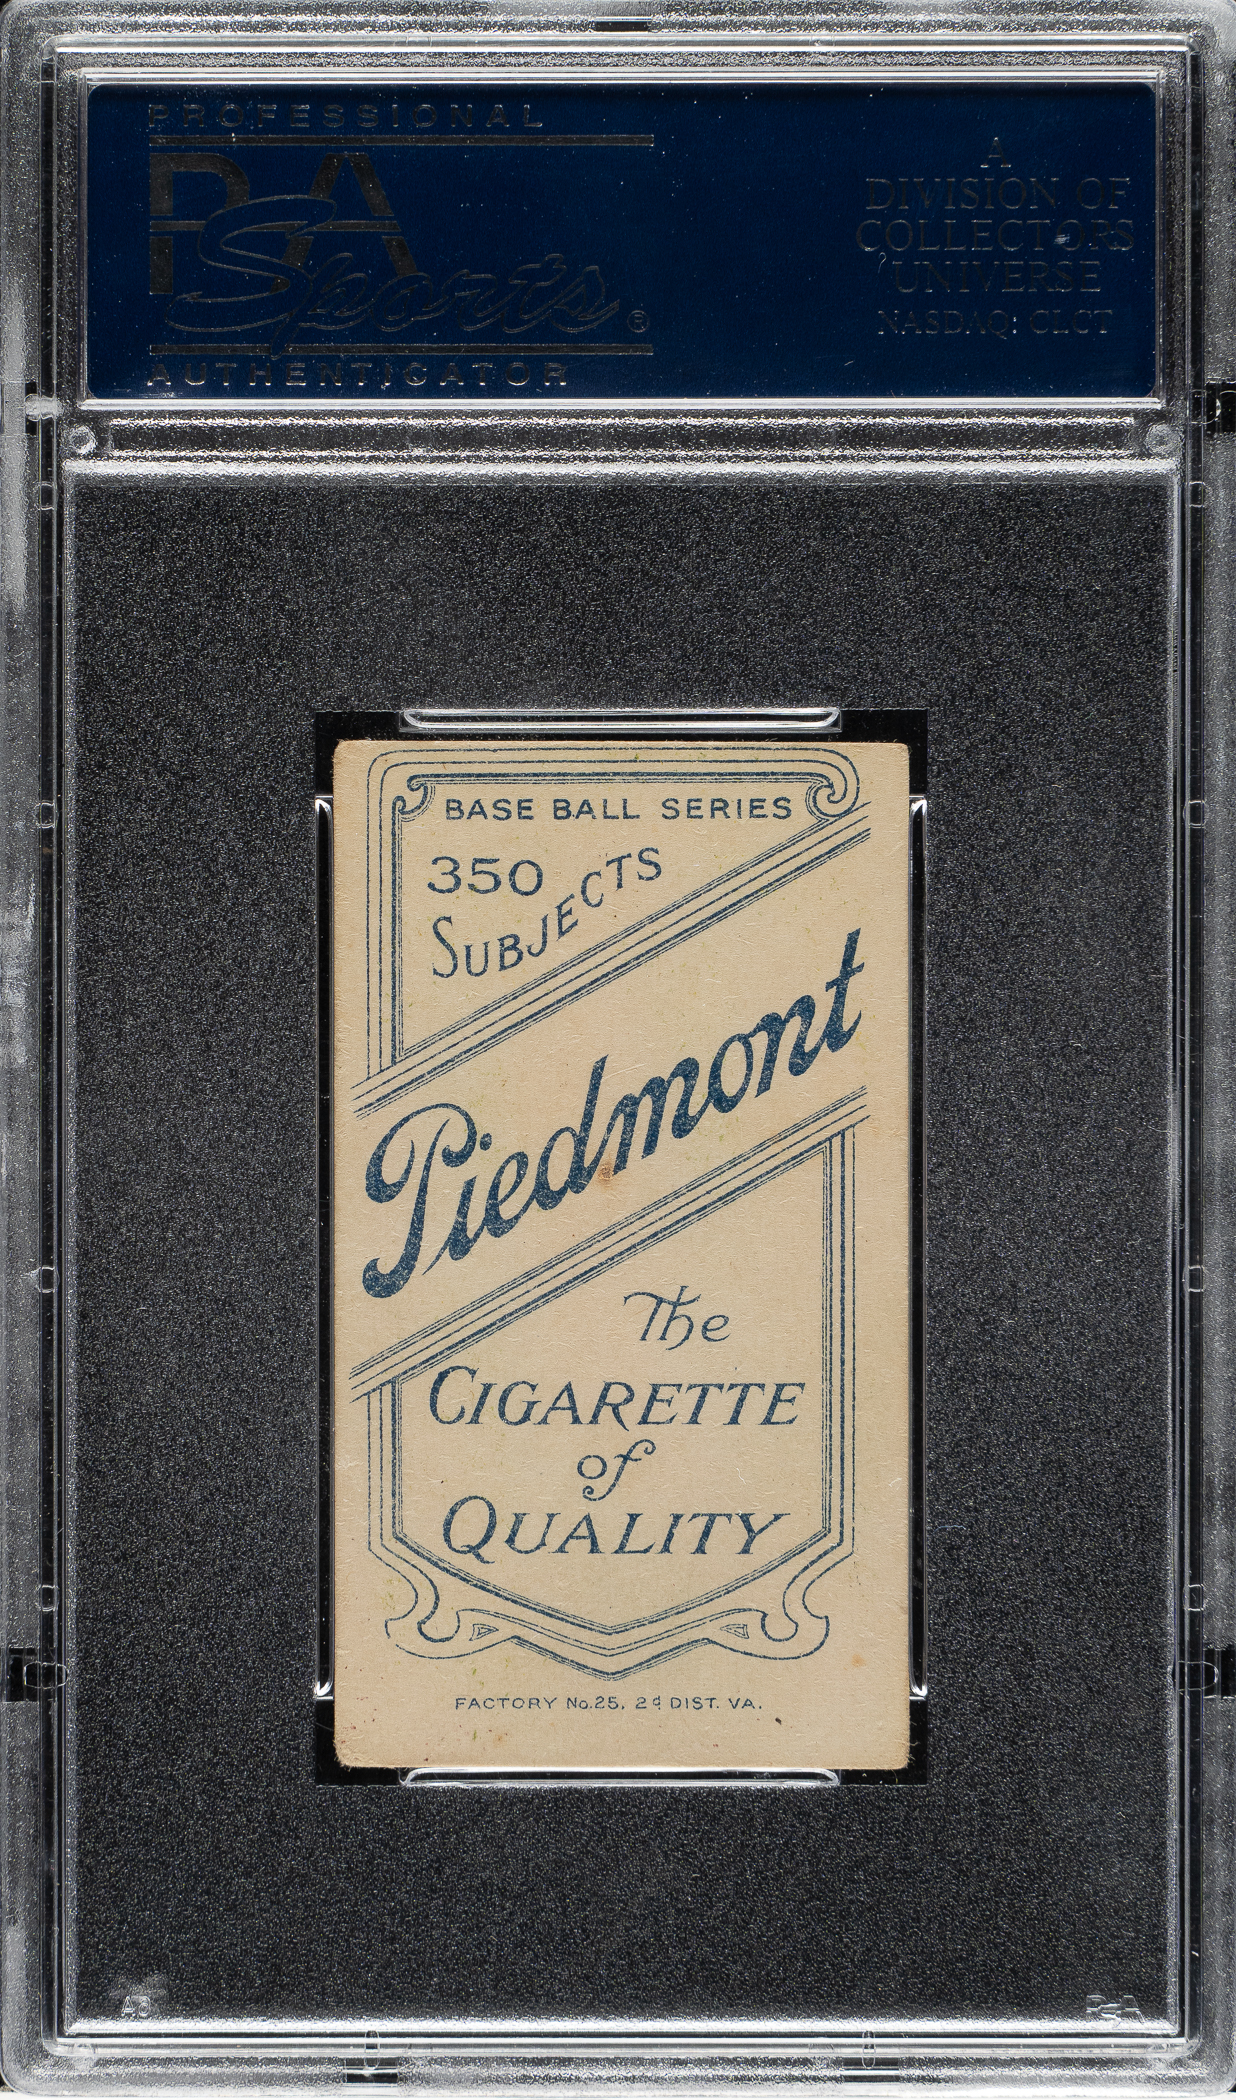 PROFESSIONAL
PSA
Sports®
AUTHENTICATOR
A
DIVISION OF
COLLECTORS
UNIVERSE
NASDAQ: CLCT
BASE BALL SERIES
350
SUBJECTS
Piedmont
The
CIGARETTE
of
QUALITY
FACTORY No. 25, 2d DIST. VA.
PSA